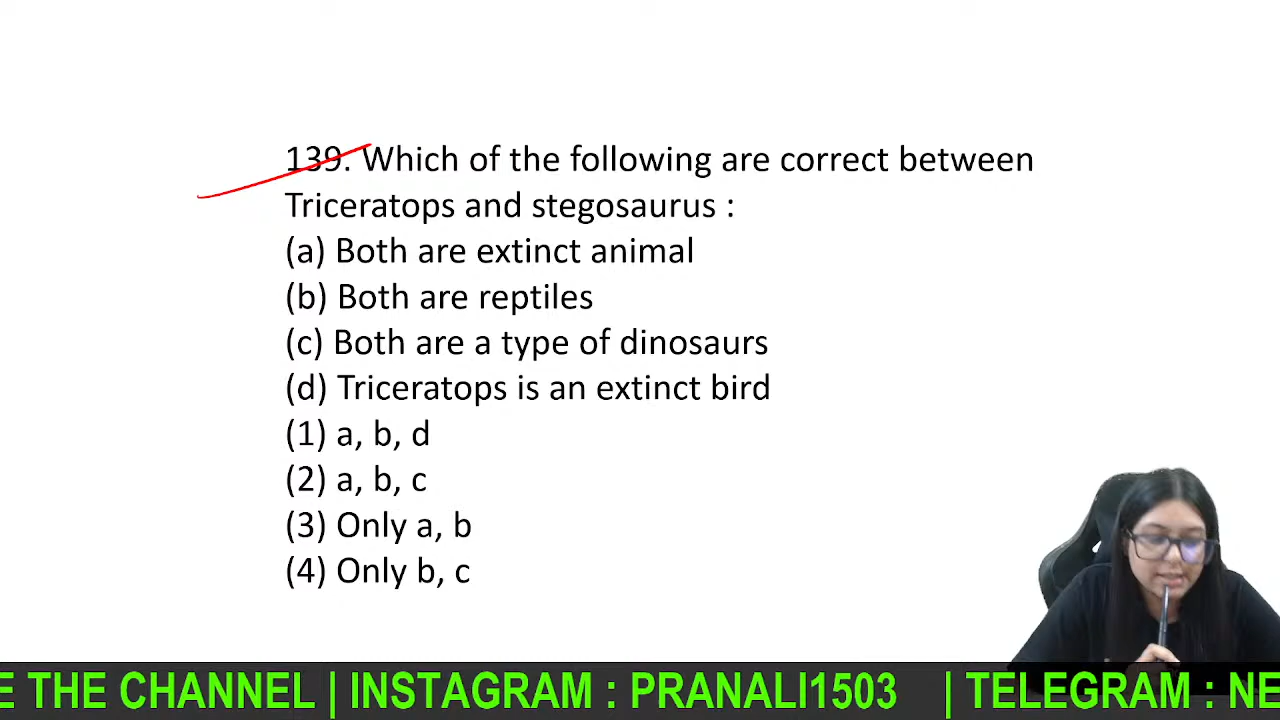 139. Which of the following are correct between
Triceratops and stegosaurus :
(a) Both are extinct animal
(b) Both are reptiles
(c) Both are a type of dinosaurs
(d) Triceratops is an extinct bird
(1) a, b, d
(2) a, b, c
(3) Only a, b
(4) Only b, c
E THE CHANNEL | INSTAGRAM : PRANALI1503 | TELEGRAM : NE